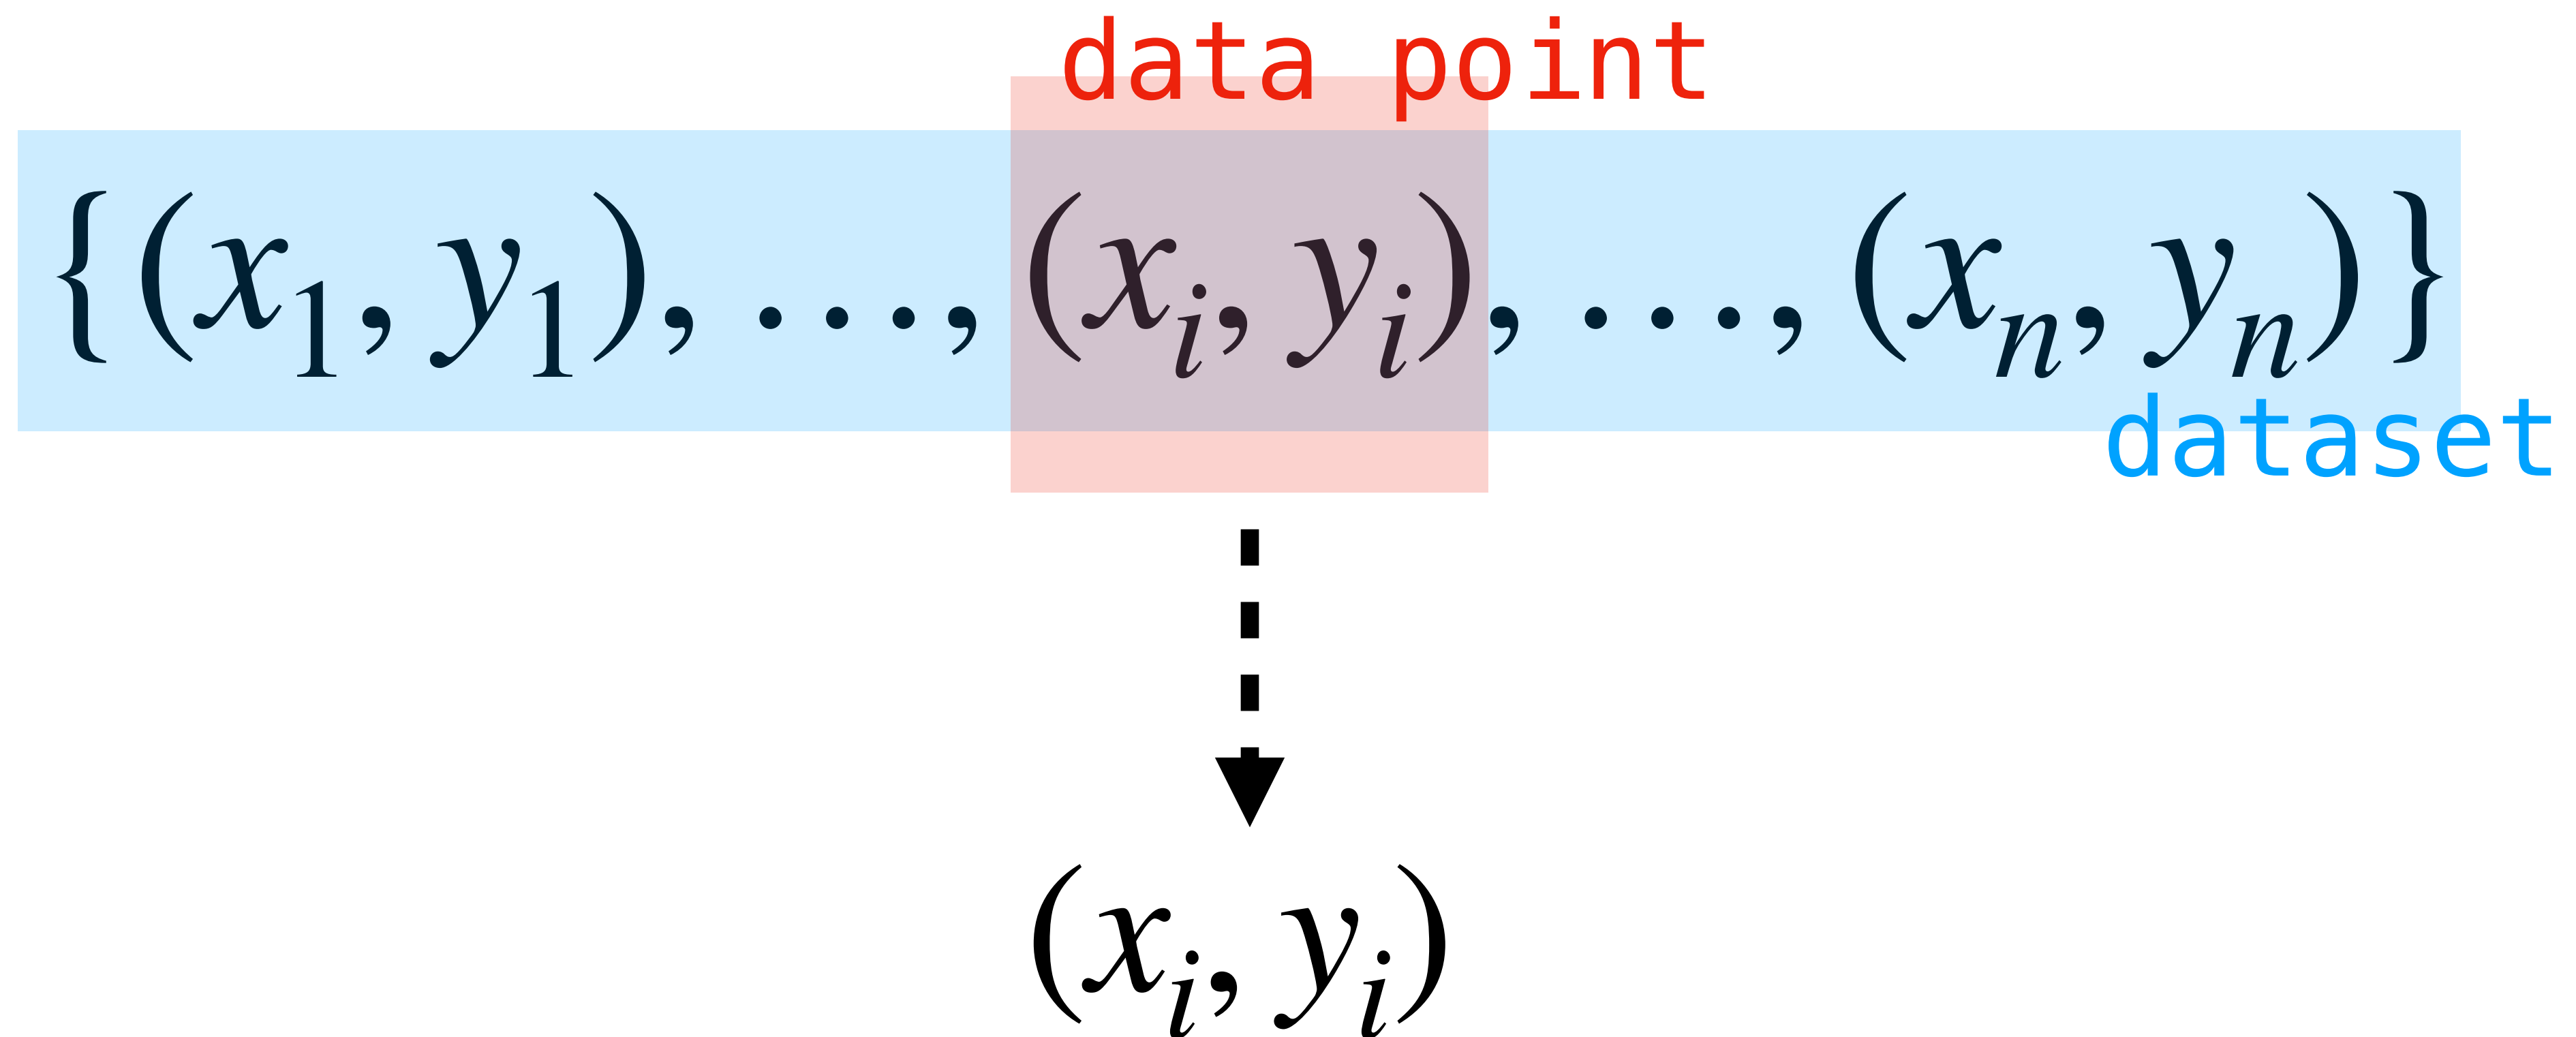 data point
{(x₁, y₁), …, (xᵢ, yᵢ), …, (xₙ, yₙ)}
dataset
(xᵢ, yᵢ)